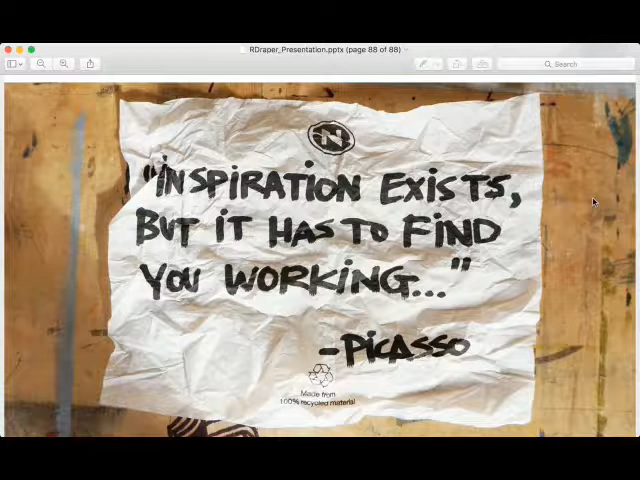 RDraper_Presentation.pptx (page 88 of 88)
Search
N
"INSPIRATION EXISTS,
BUT IT HAS TO FIND
YOU WORKING..."
-PICASSO
Made from
100% recycled material